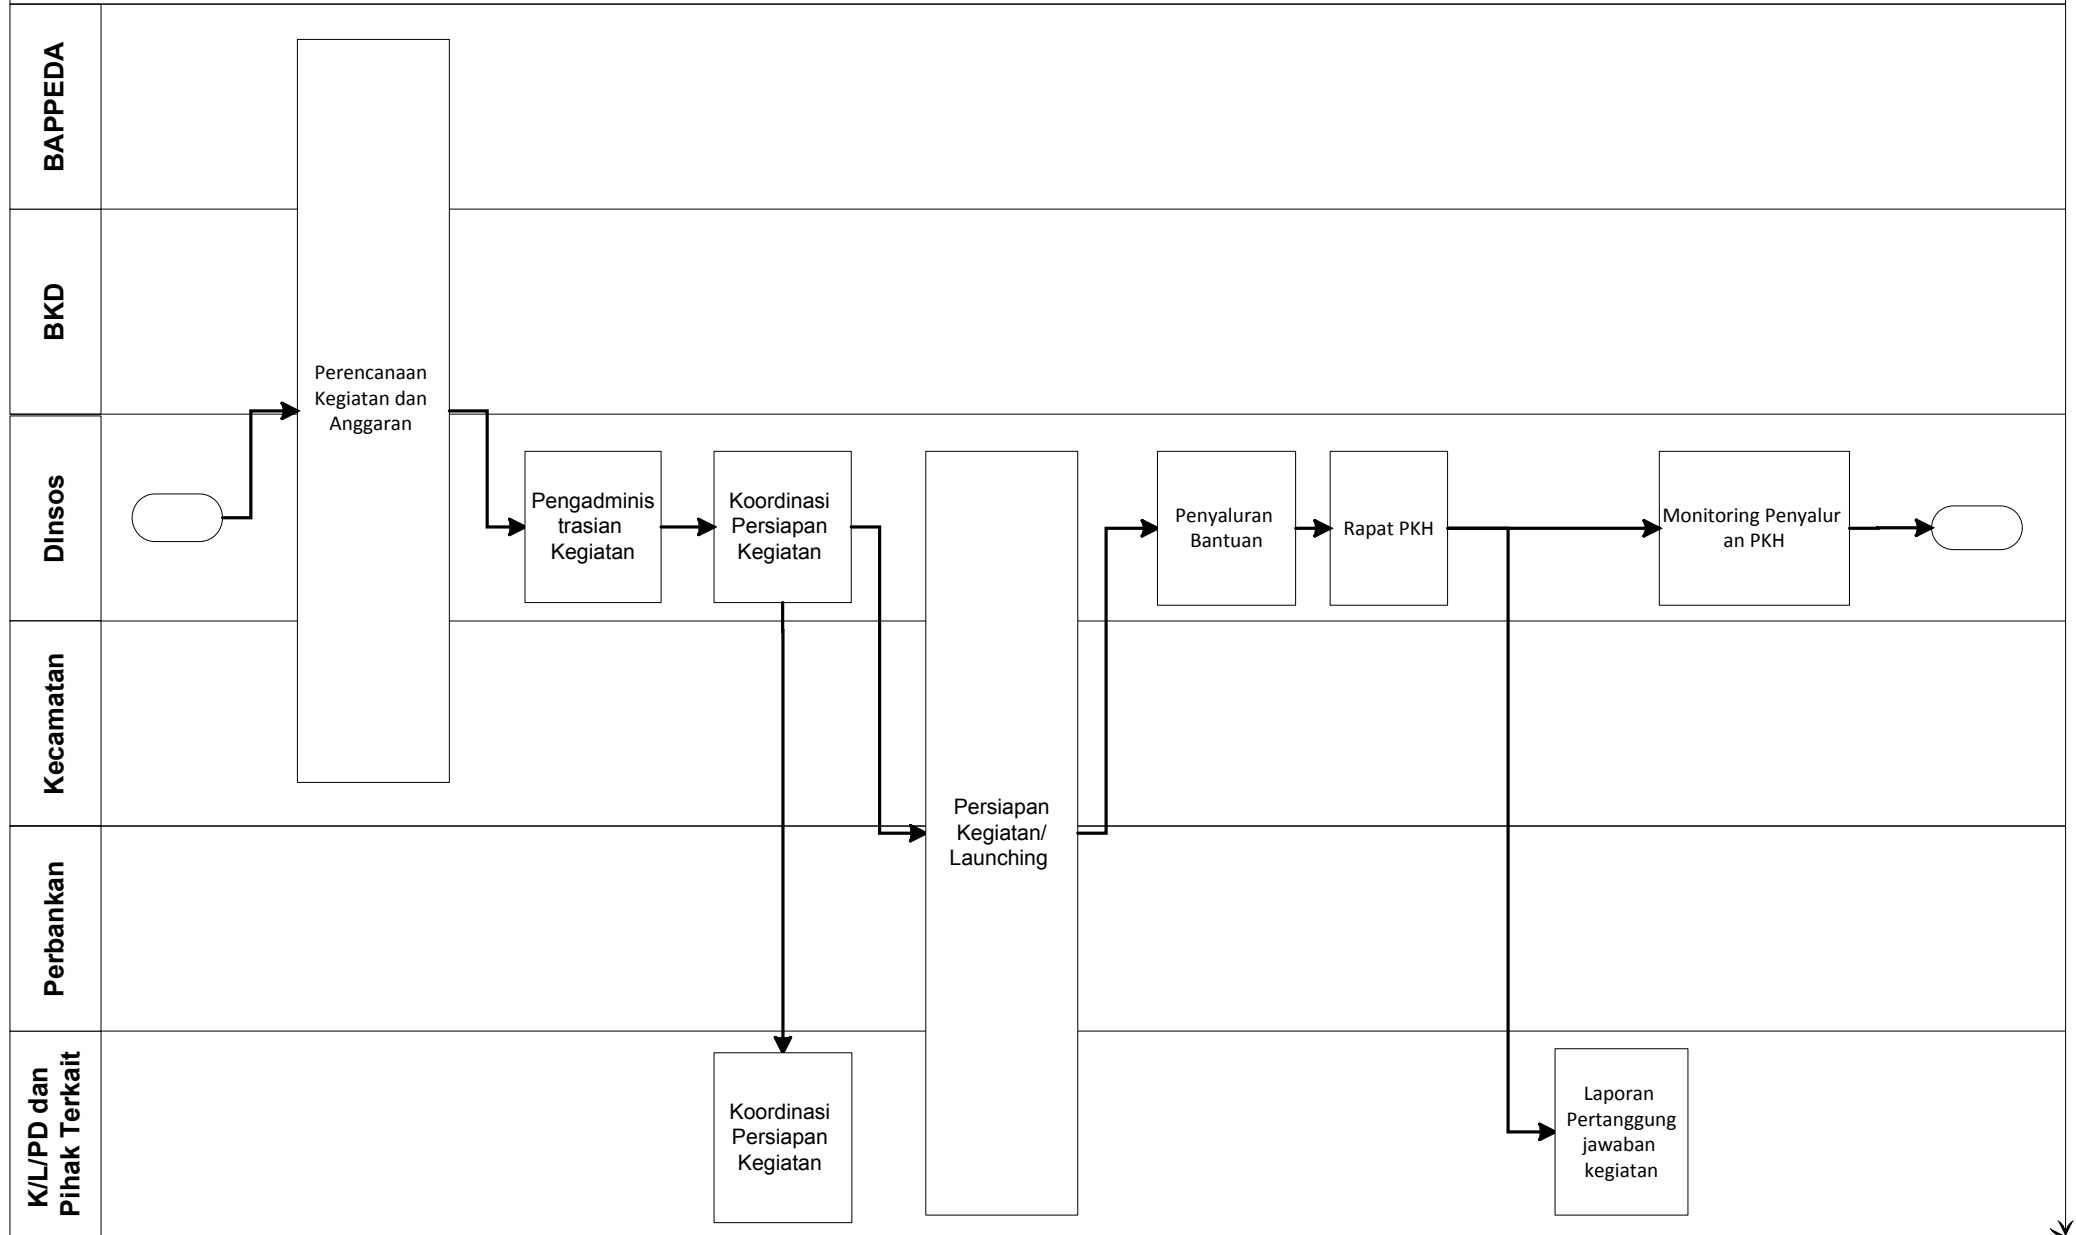 BAPPEDA
BKD
Perencanaan
Kegiatan dan
Anggaran
DInsos
Pengadminis
trasian
Kegiatan
Koordinasi
Persiapan
Kegiatan
Penyaluran
Bantuan
Rapat PKH
Monitoring Penyalur
an PKH
Kecamatan
Persiapan
Kegiatan/
Launching
Perbankan
K/L/PD dan
Pihak Terkait
Koordinasi
Persiapan
Kegiatan
Laporan
Pertanggung
jawaban
kegiatan